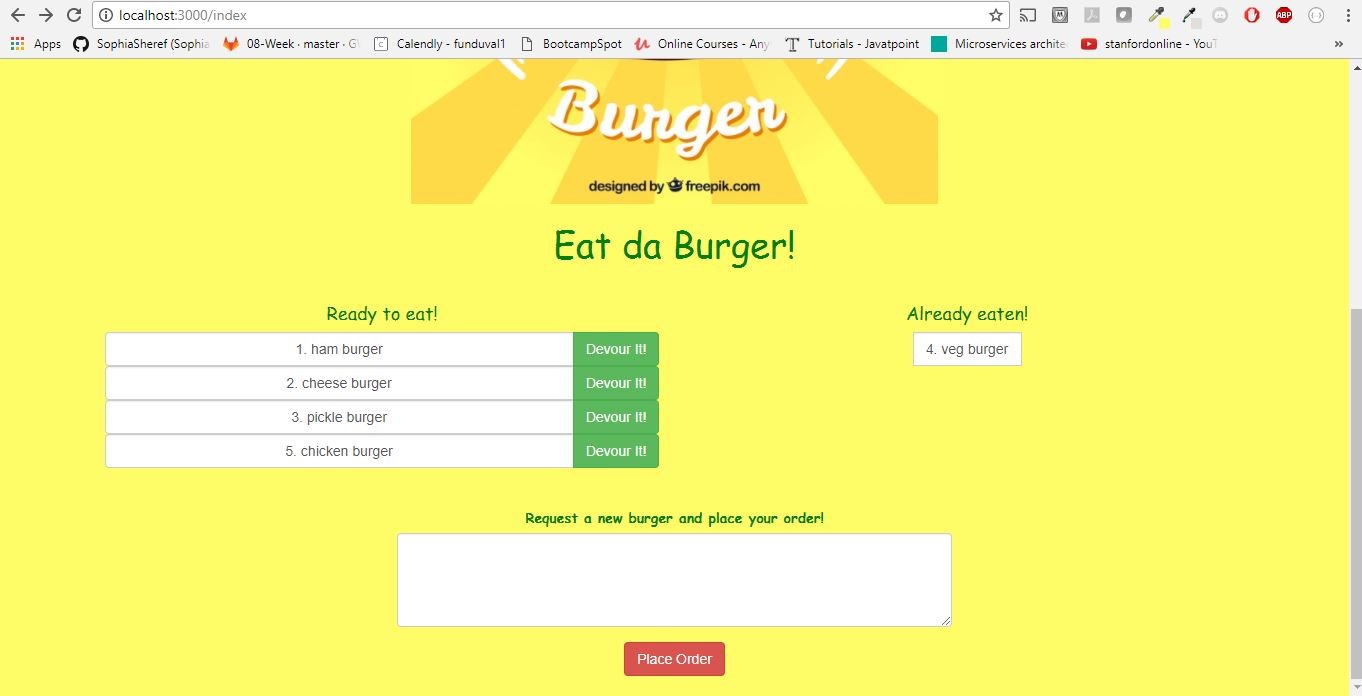 localhost:3000/index
Apps SophiaSheref (Sophia 08-Week · master · G Calendly - funduval1 BootcampSpot Online Courses - Any Tutorials - Javatpoint Microservices archite stanfordonline - YouT »
ABP
Burger
designed by freepik.com
Eat da Burger!
Ready to eat!
Already eaten!
1. ham burger Devour It!
4. veg burger
2. cheese burger Devour It!
3. pickle burger Devour It!
5. chicken burger Devour It!
Request a new burger and place your order!
Place Order